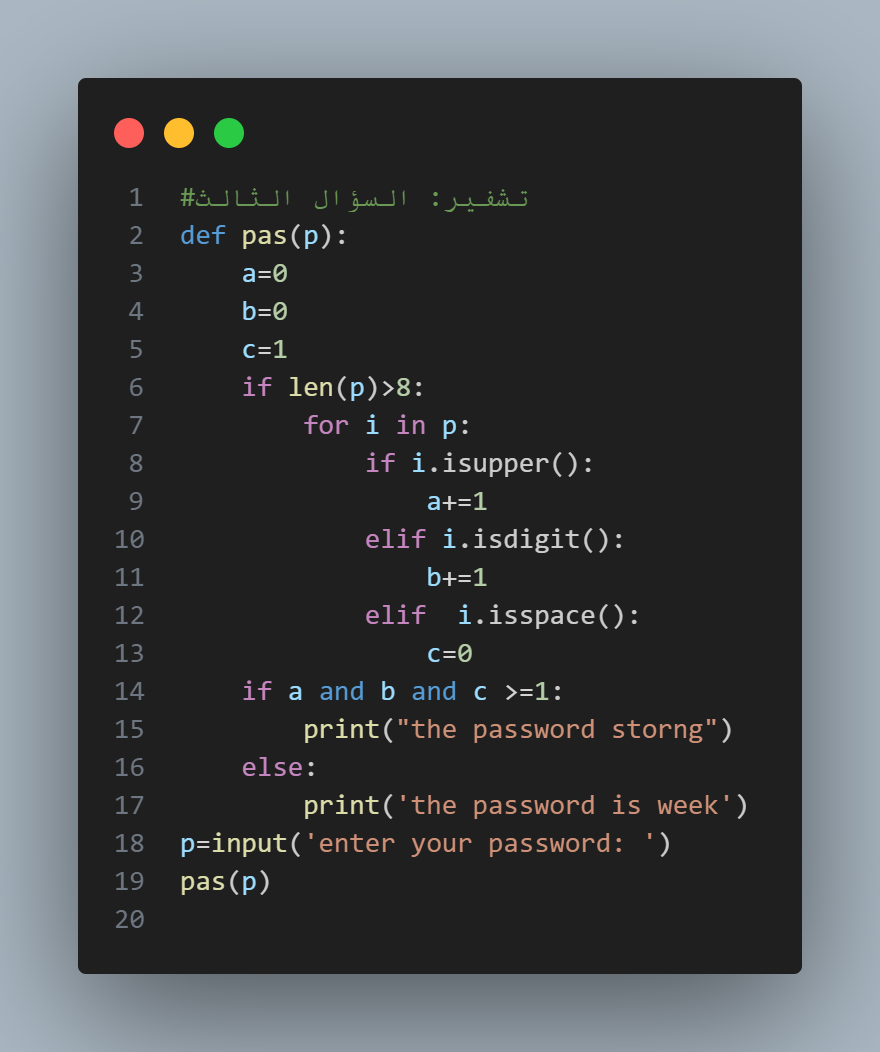 1 #تشفير: السؤال الثالث
2 def pas(p):
3     a=0
4     b=0
5     c=1
6     if len(p)>8:
7         for i in p:
8             if i.isupper():
9                 a+=1
10             elif i.isdigit():
11                 b+=1
12             elif  i.isspace():
13                 c=0
14     if a and b and c >=1:
15         print("the password storng")
16     else:
17         print('the password is week')
18 p=input('enter your password: ')
19 pas(p)
20